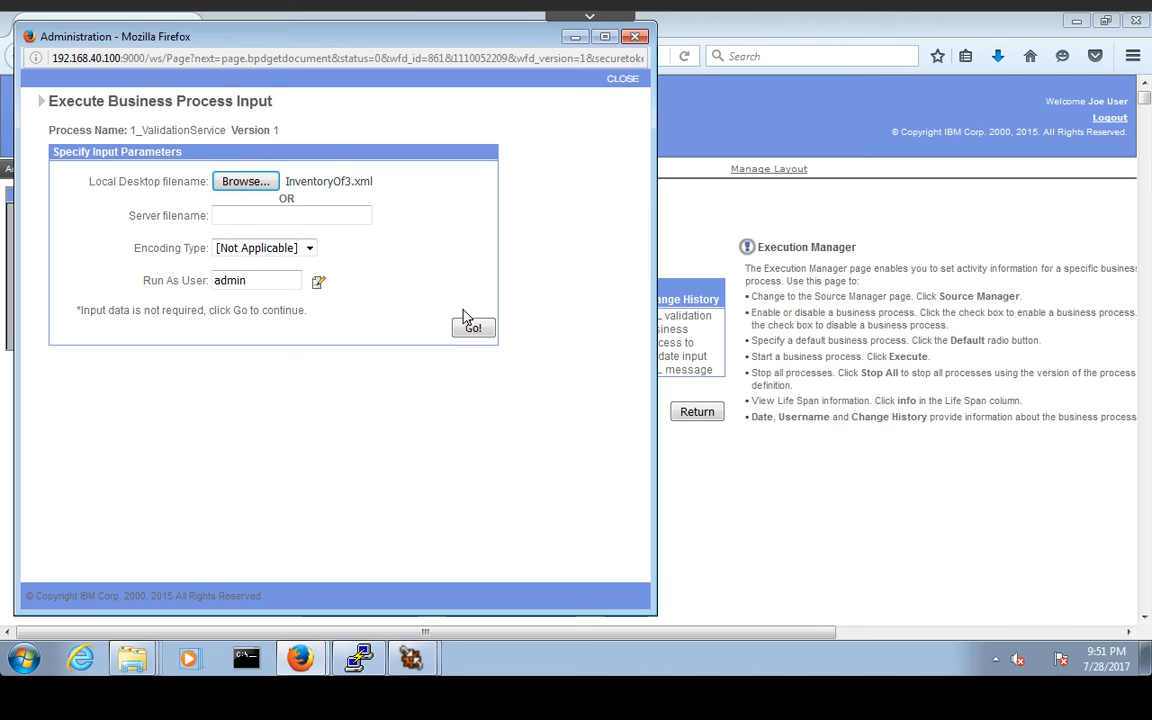 Administration - Mozilla Firefox
192.168.40.100:9000/ws/Page?next=page.bpdgetdocument&status=0&wfd_id=861&1110052209&wfd_version=1&securetoke
Search
CLOSE
Execute Business Process Input
Process Name: 1_ValidationService Version 1
Specify Input Parameters
Local Desktop filename: Browse... InventoryOf3.xml
OR
Server filename:
Encoding Type: [Not Applicable]
Run As User: admin
*Input data is not required, click Go to continue.
Go!
© Copyright IBM Corp. 2000, 2015 All Rights Reserved.
Welcome Joe User
Logout
© Copyright IBM Corp. 2000, 2015. All Rights Reserved.
Manage Layout
ange History
L validation
siness
cess to
date input
L message
Return
Execution Manager
The Execution Manager page enables you to set activity information for a specific business
process. Use this page to:
• Change to the Source Manager page. Click Source Manager.
• Enable or disable a business process. Click the check box to enable a business process.
the check box to disable a business process.
• Specify a default business process. Click the Default radio button.
• Start a business process. Click Execute.
• Stop all processes. Click Stop All to stop all processes using the version of the process
definition.
• View Life Span information. Click info in the Life Span column.
• Date, Username and Change History provide information about the business process
9:51 PM
7/28/2017